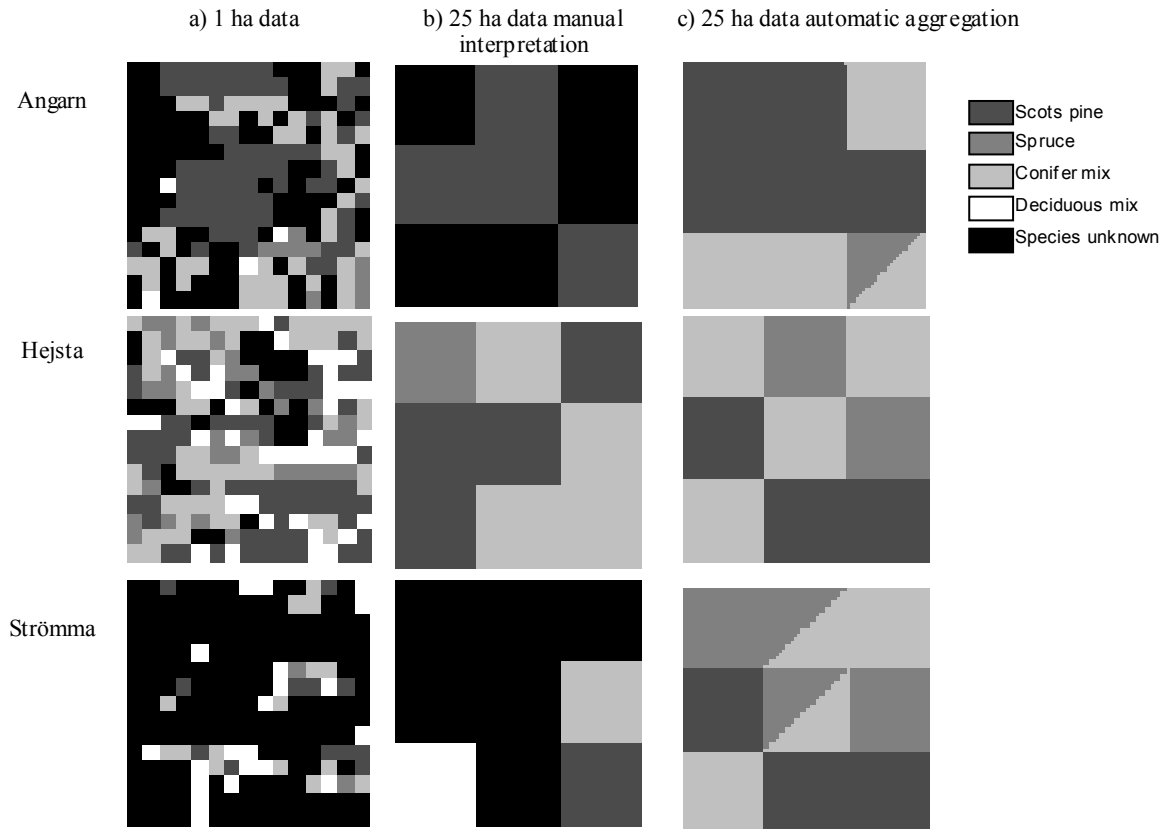 a) 1 ha data
b) 25 ha data manual
interpretation
c) 25 ha data automatic aggregation
Angarn
Scots pine
Spruce
Conifer mix
Deciduous mix
Species unknown
Hejsta
Strömma